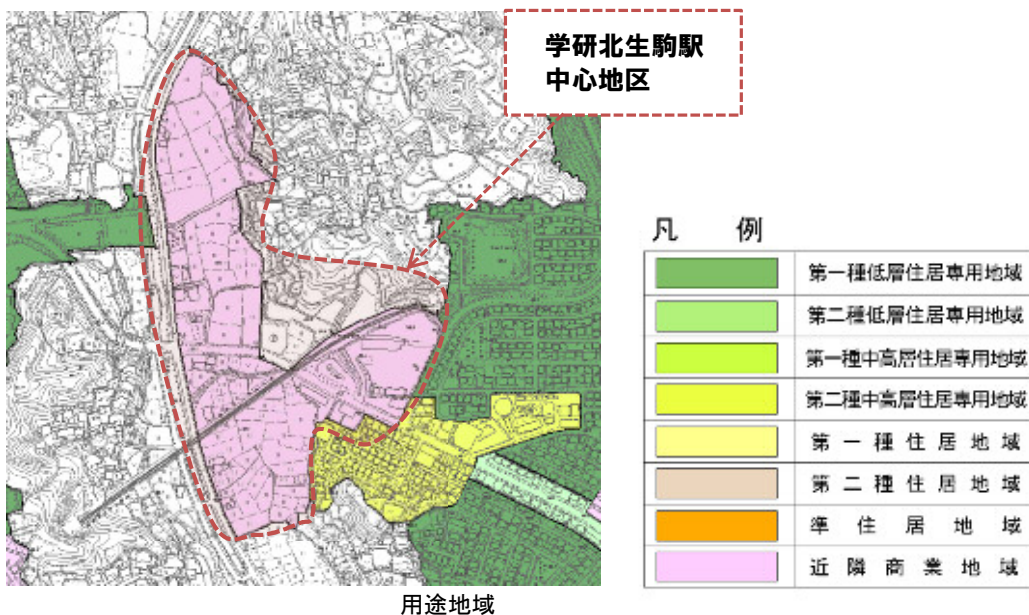 学研北生駒駅
中心地区
凡 例
第一種低層住居専用地域
第二種低層住居専用地域
第一種中高層住居専用地域
第二種中高層住居専用地域
第一種住居地域
第二種住居地域
準住居地域
近隣商業地域
用途地域